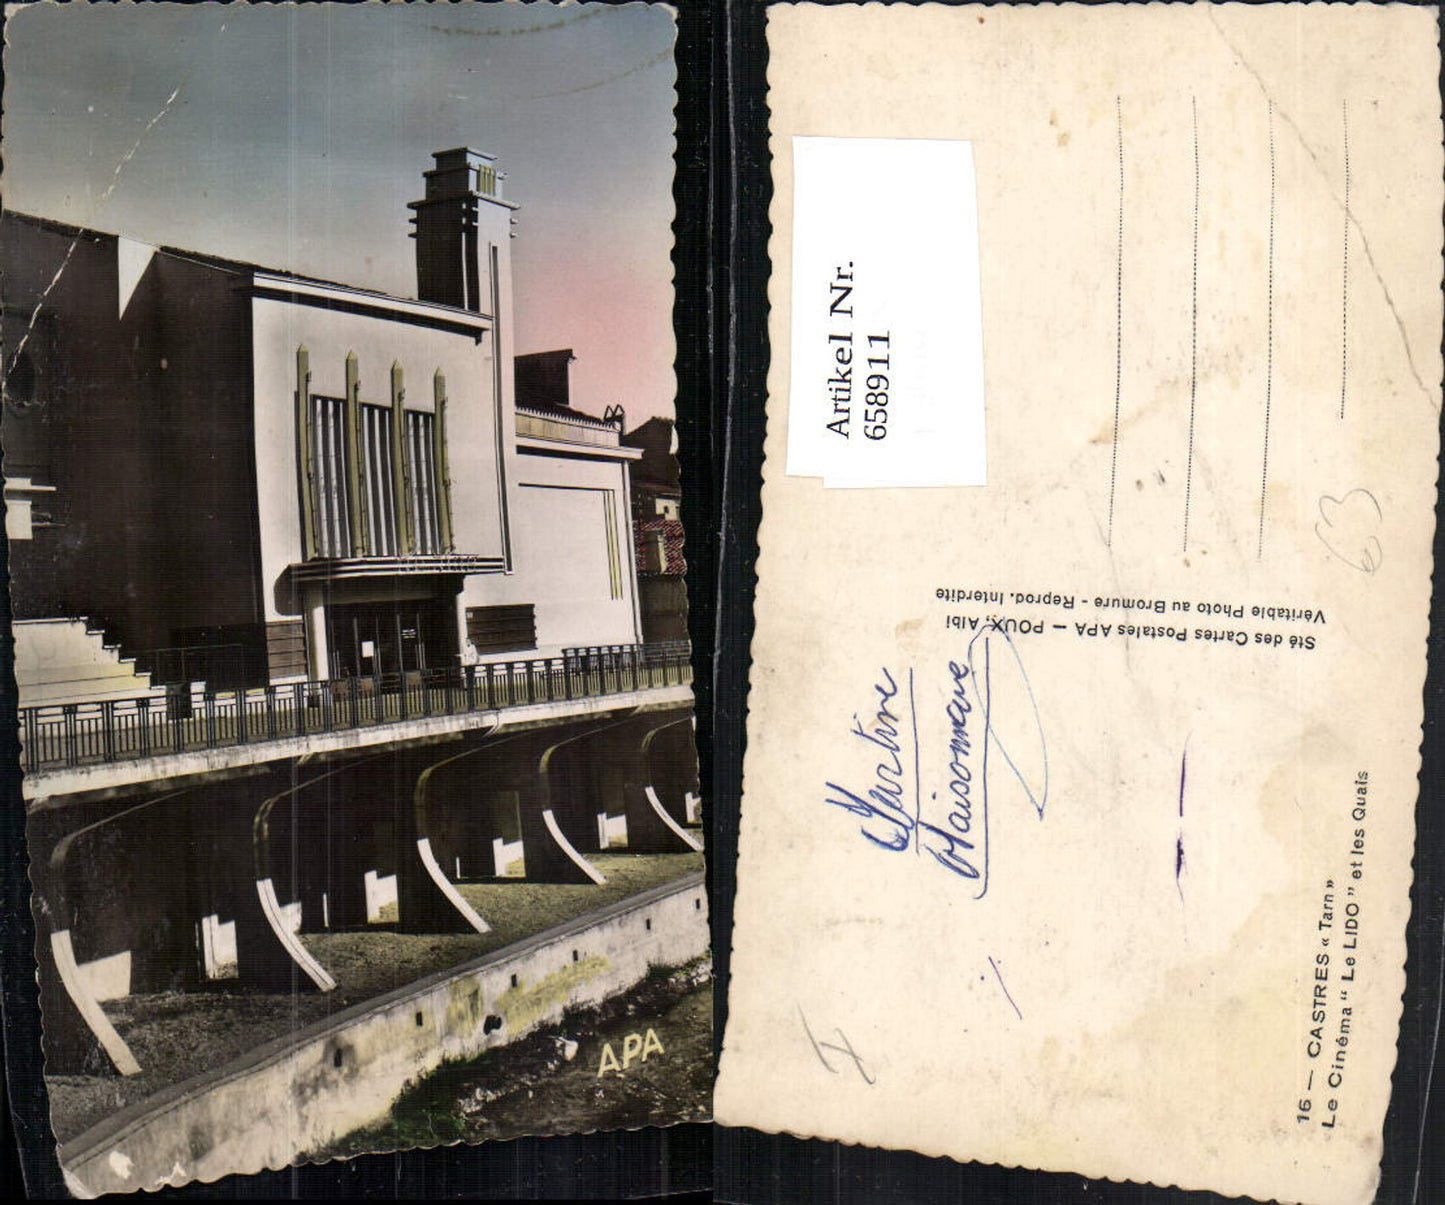 APA
Artikel Nr.
658911
63
Sté des Cartes Postales APA — POUX, Albi
Véritable Photo au Bromure - Reprod. Interdite
Martine
Maisonneuve
16 — CASTRES « Tarn »
Le Cinéma “ Le LIDO ” et les Quais